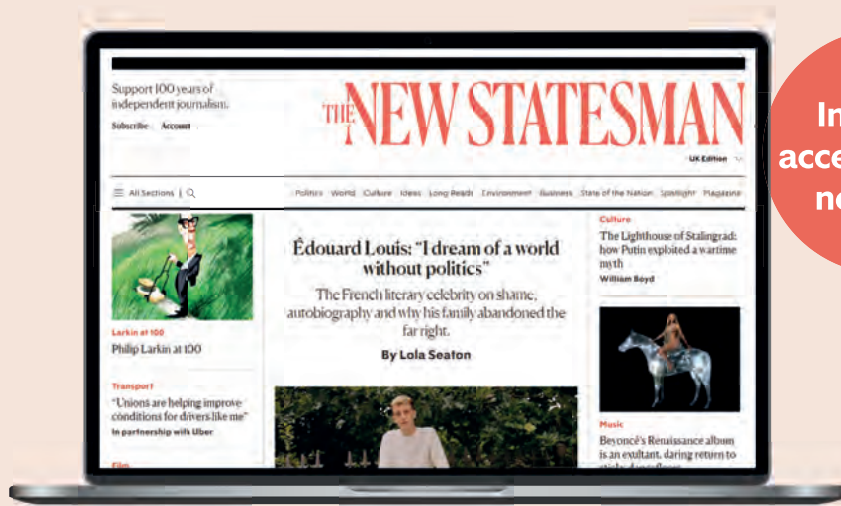 Support 100 years of
independent journalism.
Subscribe Account
THE NEW STATESMAN
UK Edition
All Sections
Politics World Culture Ideas Long Reads Environment Business State of the Nation Spotlight Magazine
Larkin at 100
Philip Larkin at 100
Transport
"Unions are helping improve
conditions for drivers like me"
In partnership with Uber
Film
Édouard Louis: "I dream of a world
without politics"
The French literary celebrity on shame,
autobiography and why his family abandoned the
far right.
By Lola Seaton
Culture
The Lighthouse of Stalingrad:
how Putin exploited a wartime
myth
William Boyd
Music
Beyoncé's Renaissance album
is an exultant, daring return to
In
acce
ne